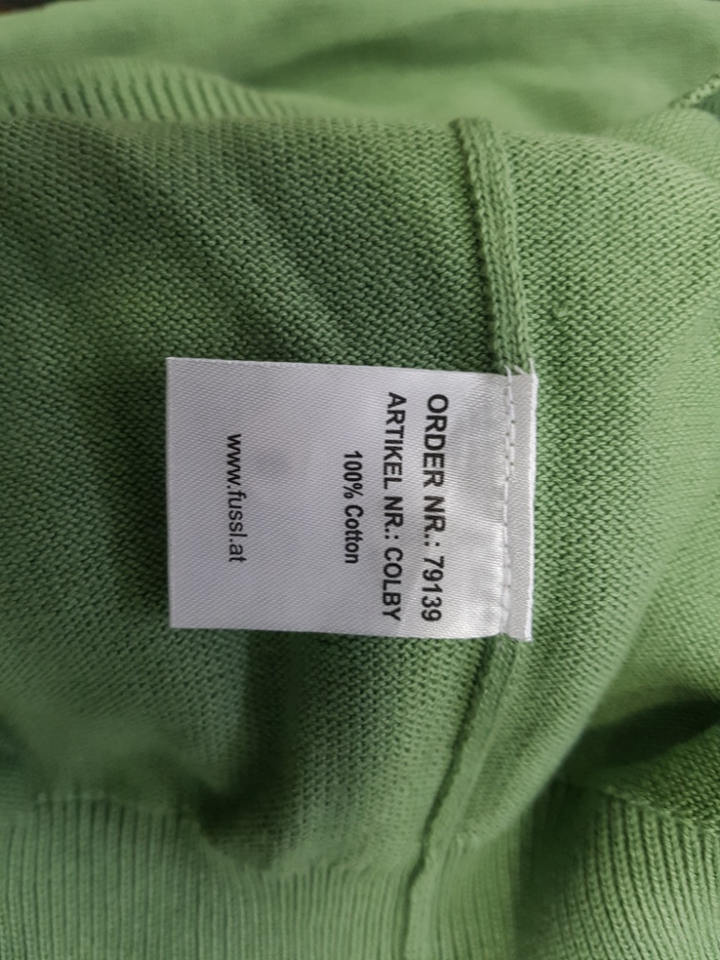 ORDER NR.: 79139
ARTIKEL NR.: COLBY
100% Cotton
www.fussl.at